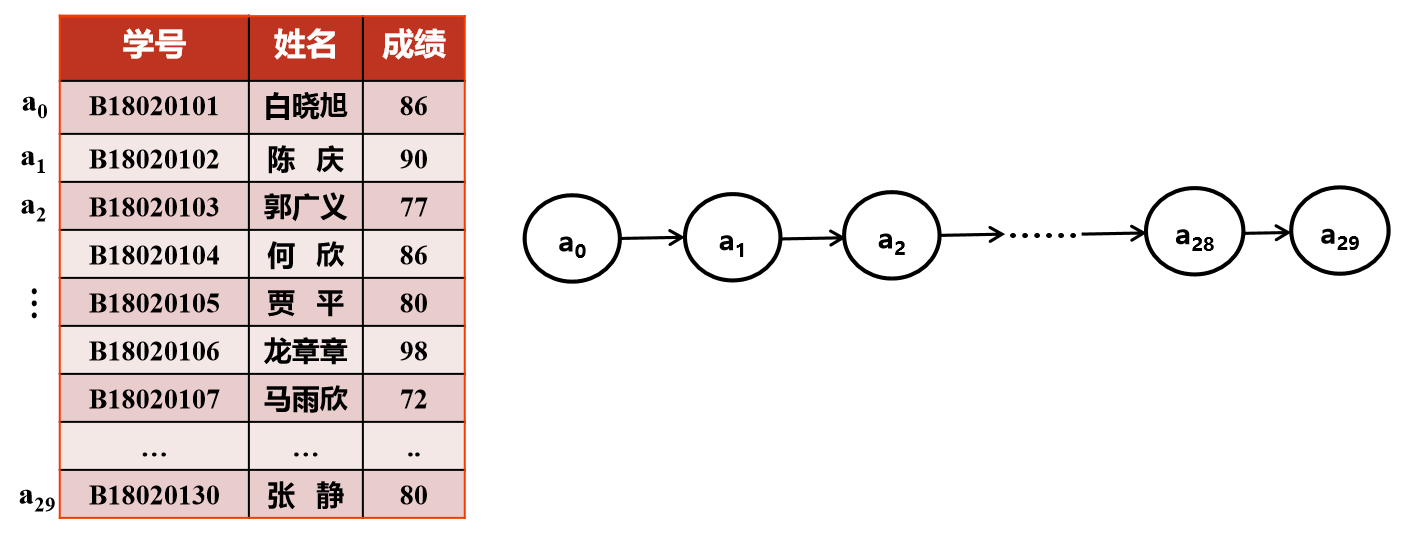 学号 姓名 成绩
a0 B18020101 白晓旭 86
a1 B18020102 陈 庆 90
a2 B18020103 郭广义 77
B18020104 何 欣 86
⋮ B18020105 贾 平 80
B18020106 龙章章 98
B18020107 马雨欣 72
… … ..
a29 B18020130 张 静 80
a0 a1 a2 …… a28 a29